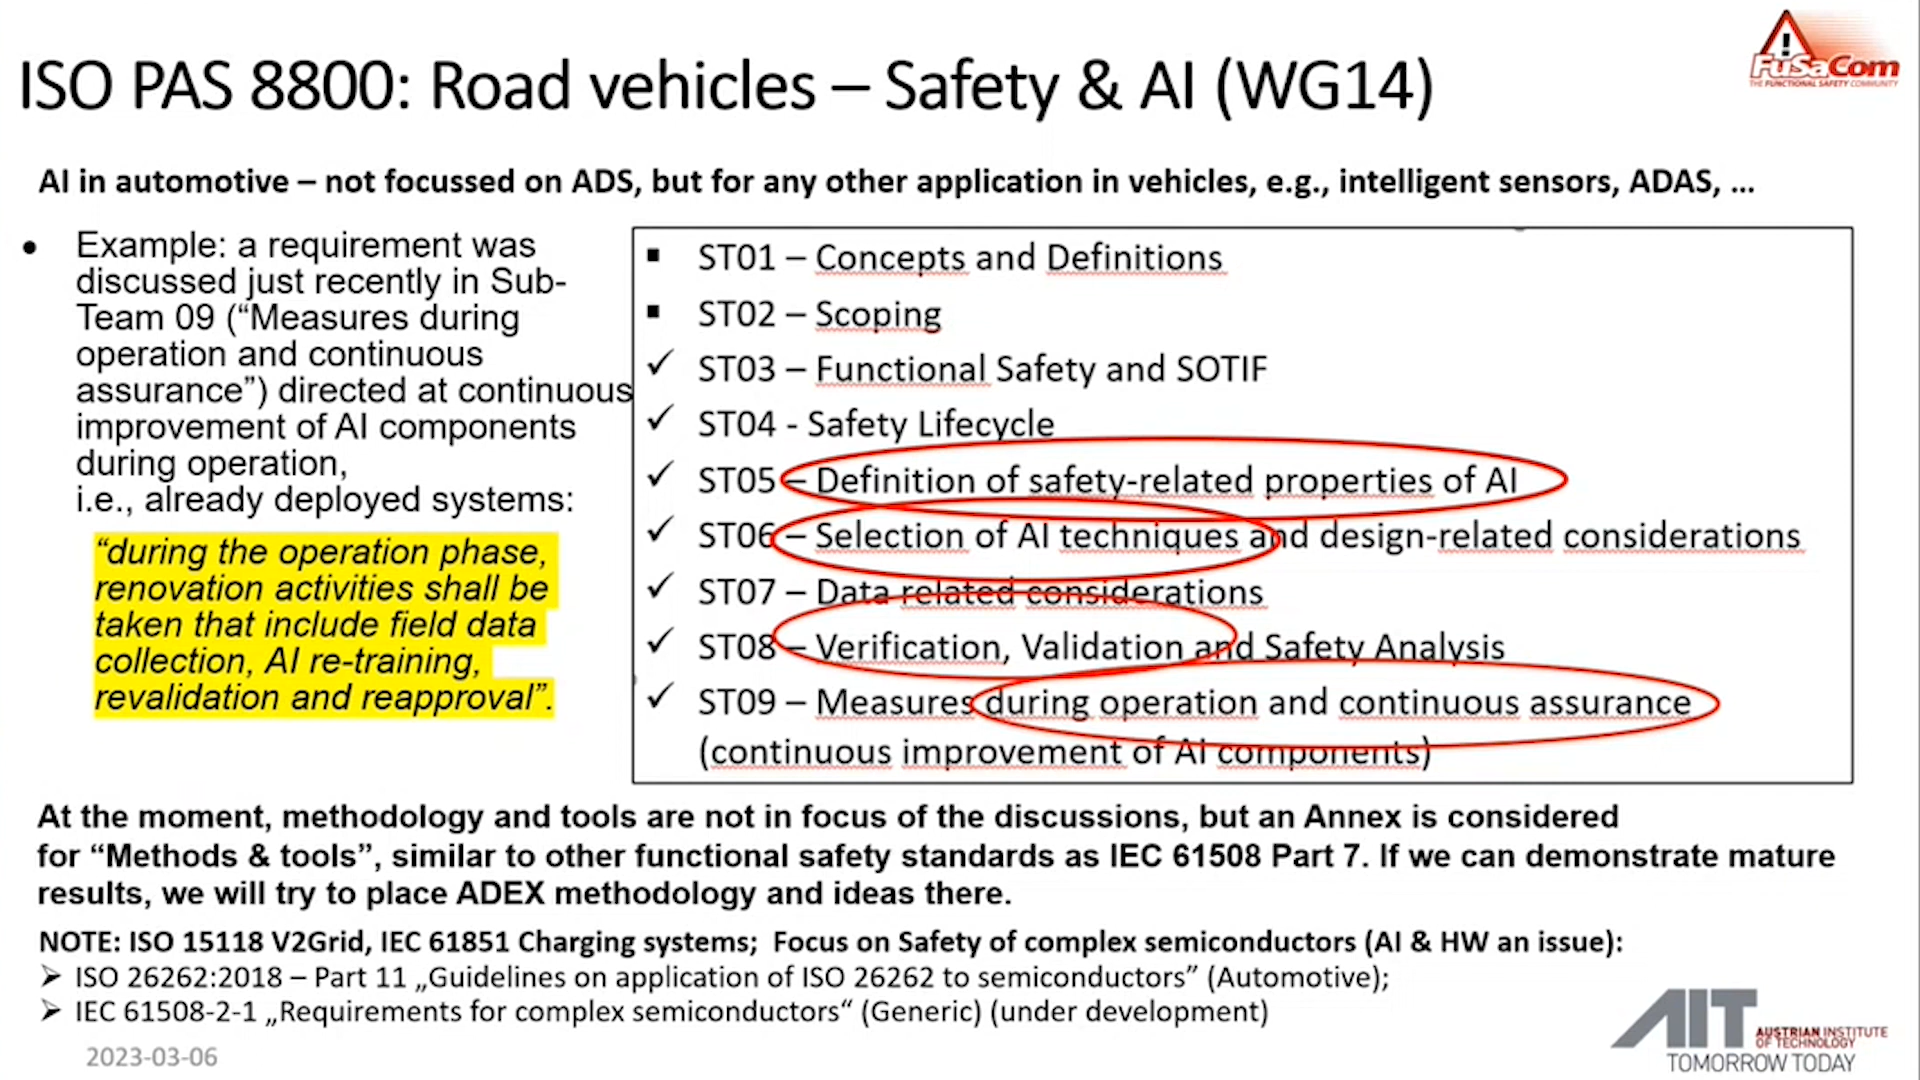 ISO PAS 8800: Road vehicles – Safety & AI (WG14)
FuSaCom
THE FUNCTIONAL SAFETY COMMUNITY
AI in automotive – not focussed on ADS, but for any other application in vehicles, e.g., intelligent sensors, ADAS, ...
• Example: a requirement was
discussed just recently in Sub-
Team 09 (“Measures during
operation and continuous
assurance”) directed at continuous
improvement of AI components
during operation,
i.e., already deployed systems:
“during the operation phase,
renovation activities shall be
taken that include field data
collection, AI re-training,
revalidation and reapproval”.
▪ ST01 – Concepts and Definitions
▪ ST02 – Scoping
✓ ST03 – Functional Safety and SOTIF
✓ ST04 - Safety Lifecycle
✓ ST05 – Definition of safety-related properties of AI
✓ ST06 – Selection of AI techniques and design-related considerations
✓ ST07 – Data related considerations
✓ ST08 – Verification, Validation and Safety Analysis
✓ ST09 – Measures during operation and continuous assurance
(continuous improvement of AI components)
At the moment, methodology and tools are not in focus of the discussions, but an Annex is considered
for “Methods & tools”, similar to other functional safety standards as IEC 61508 Part 7. If we can demonstrate mature
results, we will try to place ADEX methodology and ideas there.
NOTE: ISO 15118 V2Grid, IEC 61851 Charging systems; Focus on Safety of complex semiconductors (AI & HW an issue):
➢ ISO 26262:2018 – Part 11 „Guidelines on application of ISO 26262 to semiconductors” (Automotive);
➢ IEC 61508-2-1 „Requirements for complex semiconductors“ (Generic) (under development)
2023-03-06
AIT
AUSTRIAN INSTITUTE
OF TECHNOLOGY
TOMORROW TODAY